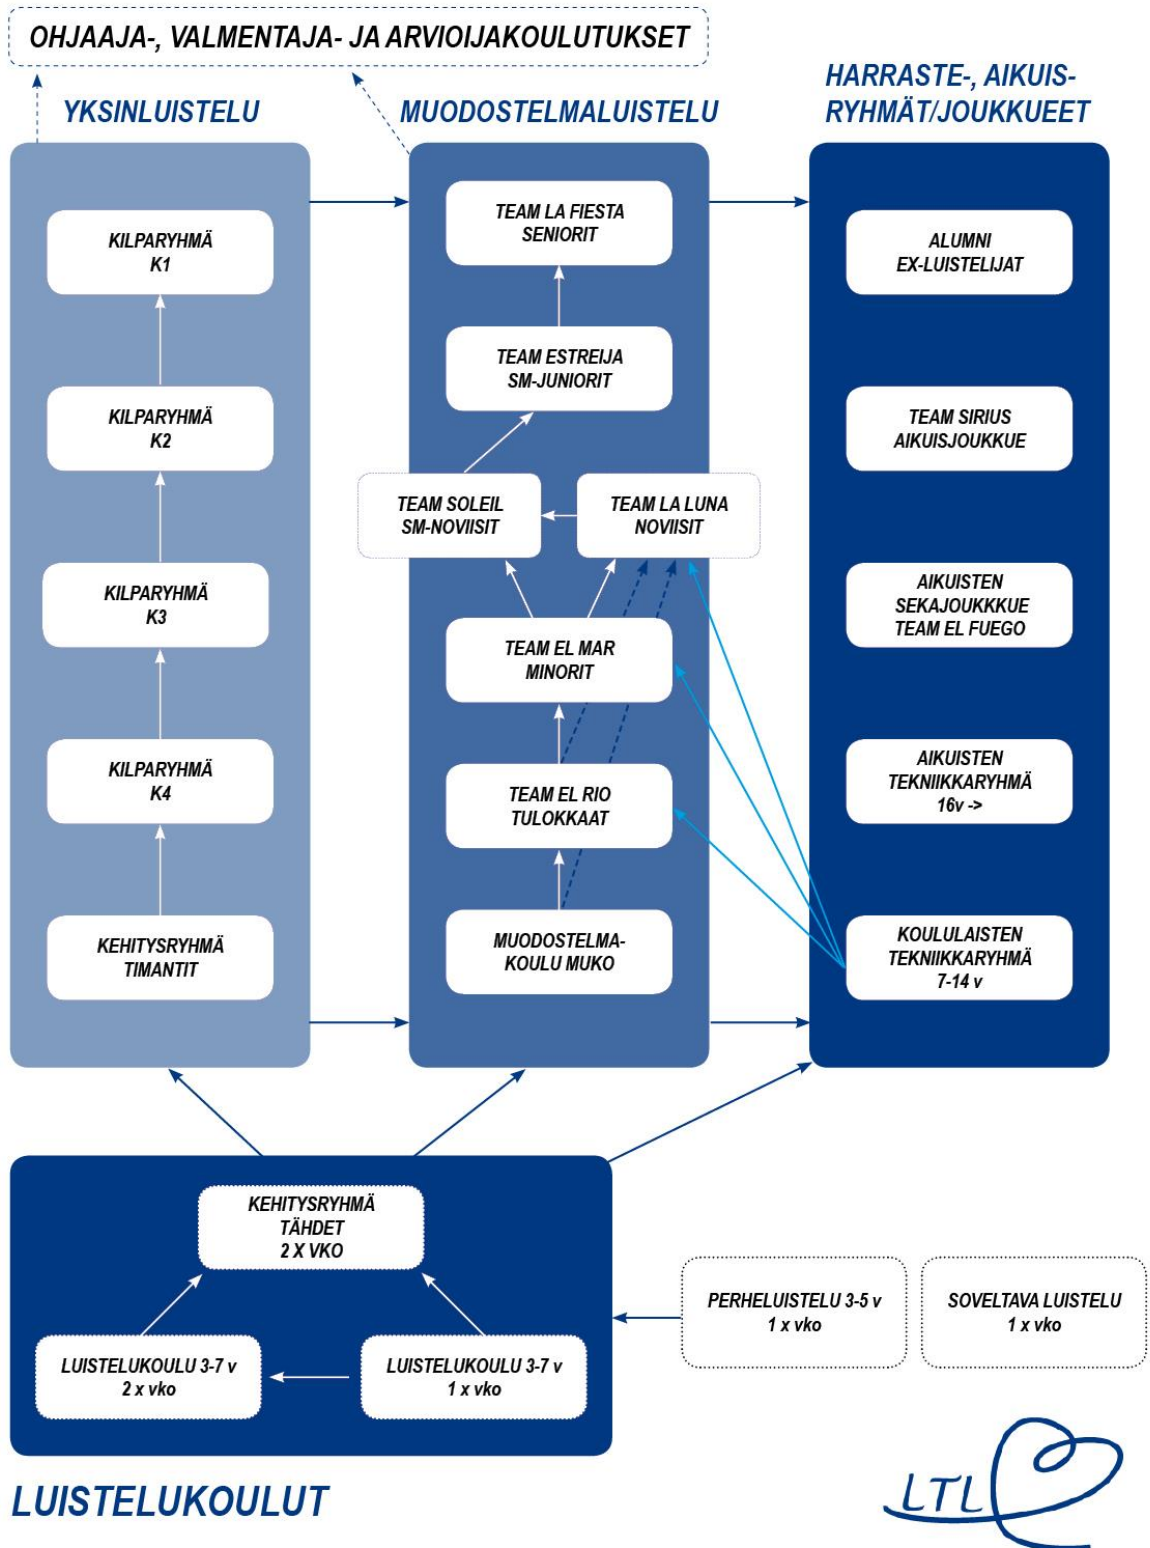 OHJAAJA-, VALMENTAJA- JA ARVIOIJAKOULUTUKSET
YKSINLUISTELU
KILPARYHMÄ
K1
KILPARYHMÄ
K2
KILPARYHMÄ
K3
KILPARYHMÄ
K4
KEHITYSRYHMÄ
TIMANTIT
MUODOSTELMALUISTELU
TEAM LA FIESTA
SENIORIT
TEAM ESTREIJA
SM-JUNIORIT
TEAM SOLEIL
SM-NOVIISIT
TEAM LA LUNA
NOVIISIT
TEAM EL MAR
MINORIT
TEAM EL RIO
TULOKKAAT
MUODOSTELMA-
KOULU MUKO
HARRASTE-, AIKUIS-
RYHMÄT/JOUKKUEET
ALUMNI
EX-LUISTELIJAT
TEAM SIRIUS
AIKUISJOUKKUE
AIKUISTEN
SEKAJOUKKKUE
TEAM EL FUEGO
AIKUISTEN
TEKNIIKKARYHMÄ
16v ->
KOULULAISTEN
TEKNIIKKARYHMÄ
7-14 v
KEHITYSRYHMÄ
TÄHDET
2 X VKO
LUISTELUKOULU 3-7 v
2 x vko
LUISTELUKOULU 3-7 v
1 x vko
PERHELUISTELU 3-5 v
1 x vko
SOVELTAVA LUISTELU
1 x vko
LUISTELUKOULUT
LTL